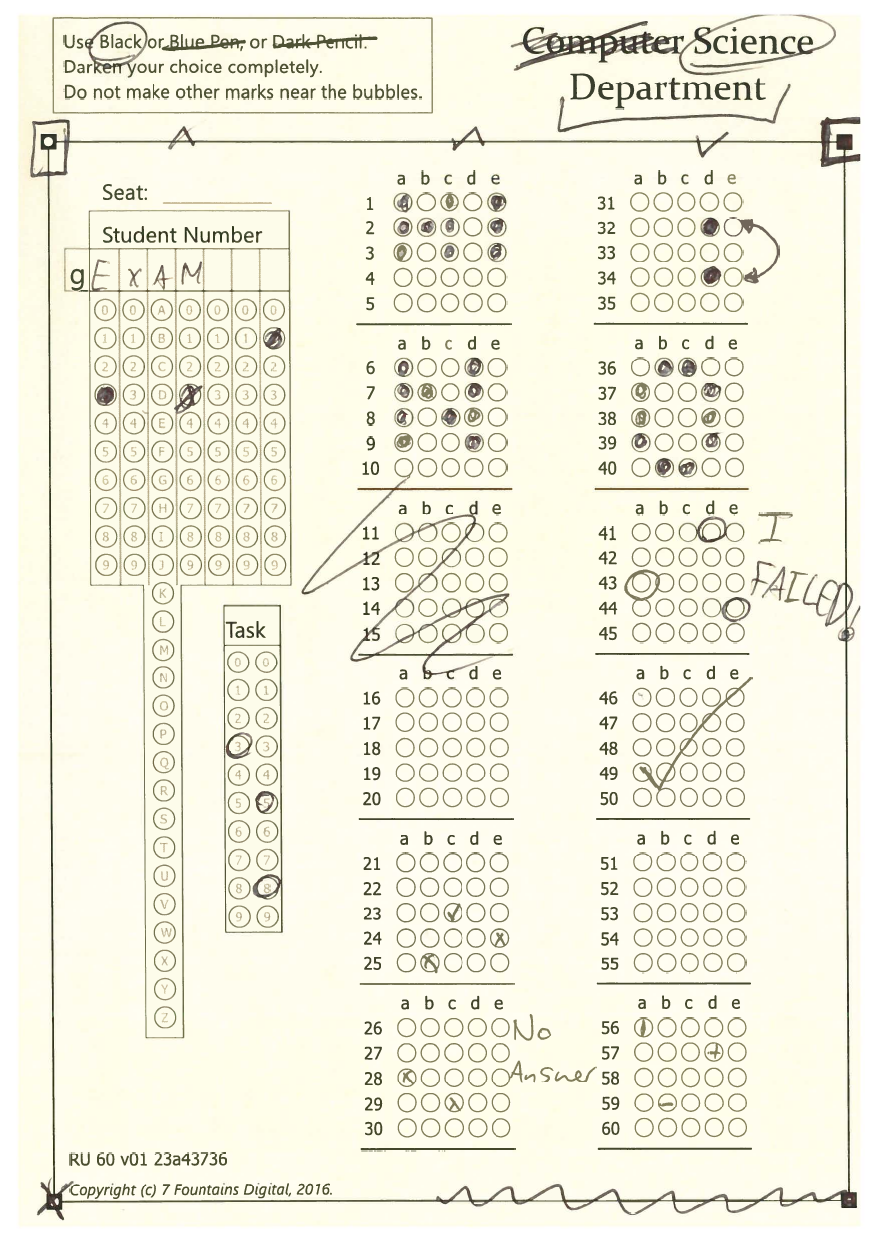 Use Black or Blue Pen, or Dark Pencil.
Darken your choice completely.
Do not make other marks near the bubbles.
Computer Science
Department
Seat:
Student Number
g E X A M
0 0 A 0 0 0 0
1 1 B 1 1 1
2 2 C 2 2 2 2
3 D 3 3 3
4 4 E 4 4 4 4
5 5 F 5 5 5 5
6 6 G 6 6 6 6
7 7 H 7 7 7 7
8 8 I 8 8 8 8
9 9 J 9 9 9 9
K
L
M
N
O
P
Q
R
S
T
U
V
W
X
Y
Z
Task
0 0
1 1
2 2
3 3
4 4
5 5
6 6
7 7
8 8
9 9
a b c d e
1
2
3
4
5
a b c d e
6
7
8
9
10
a b c d e
11
12
13
14
15
a b c d e
16
17
18
19
20
a b c d e
21
22
23
24
25
a b c d e
26
27
28
29
30
No
Answer
a b c d e
31
32
33
34
35
a b c d e
36
37
38
39
40
a b c d e
41
42
43
44
45
I
FAILED!
a b c d e
46
47
48
49
50
a b c d e
51
52
53
54
55
a b c d e
56
57
58
59
60
RU 60 v01 23a43736
Copyright (c) 7 Fountains Digital, 2016.